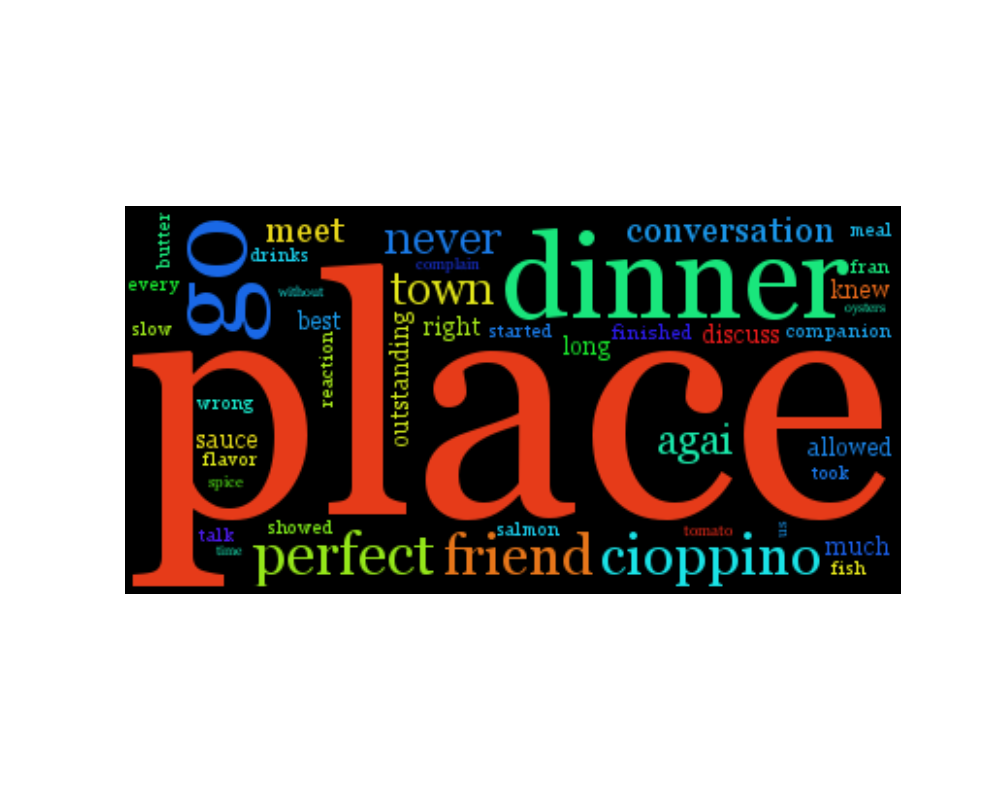 butter
go
meet
never
conversation
meal
drinks
complain
dinner
fran
every
without
town
knew
oysters
slow
best
right
started
long
finished
discuss
companion
reaction
outstanding
place
wrong
sauce
flavor
spice
agai
allowed
took
talk
time
showed
perfect
friend
salmon
cioppino
tomato
us
much
fish